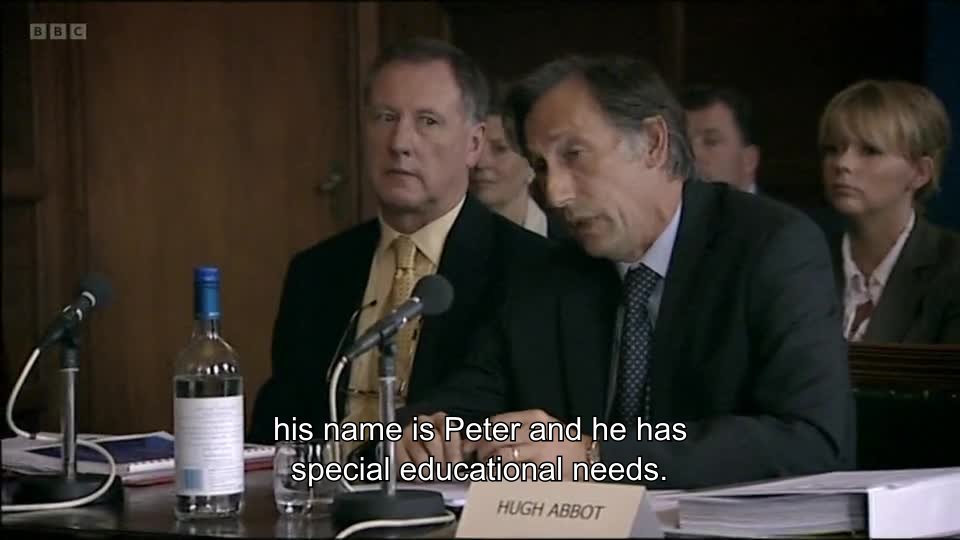 BBC
his name is Peter and he has
special educational needs.
HUGH ABBOT